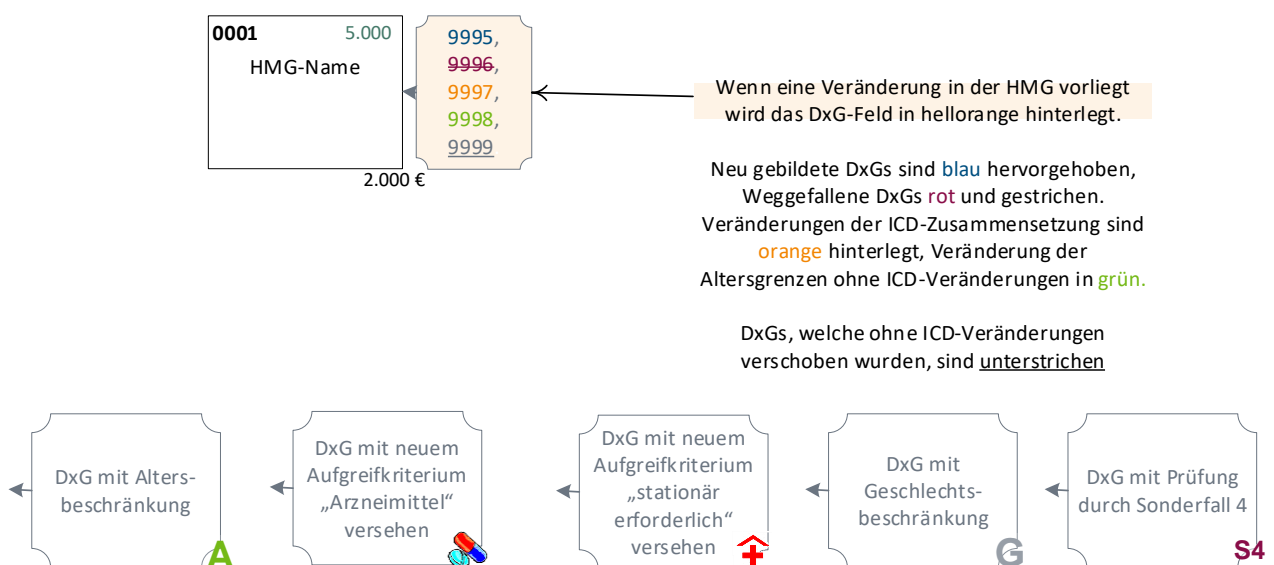 0001 5.000
HMG-Name
2.000 €
9995,
9996,
9997,
9998,
9999
Wenn eine Veränderung in der HMG vorliegt
wird das DxG-Feld in hellorange hinterlegt.
Neu gebildete DxGs sind blau hervorgehoben,
Weggefallene DxGs rot und gestrichen.
Veränderungen der ICD-Zusammensetzung sind
orange hinterlegt, Veränderung der
Altersgrenzen ohne ICD-Veränderungen in grün.
DxGs, welche ohne ICD-Veränderungen
verschoben wurden, sind unterstrichen
DxG mit Alters-
beschränkung
A
DxG mit neuem
Aufgreifkriterium
„Arzneimittel“
versehen
DxG mit neuem
Aufgreifkriterium
„stationär
erforderlich“
versehen
DxG mit
Geschlechts-
beschränkung
G
DxG mit Prüfung
durch Sonderfall 4
S4